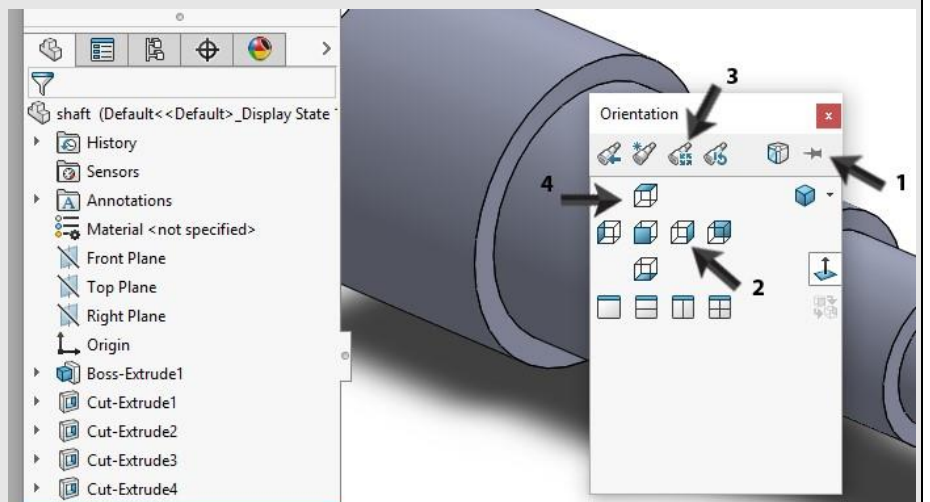 shaft (Default<<Default>_Display State
History
Sensors
A Annotations
Material <not specified>
Front Plane
Top Plane
Right Plane
Origin
Boss-Extrude1
Cut-Extrude1
Cut-Extrude2
Cut-Extrude3
Cut-Extrude4
Orientation
x
3
1
4
2